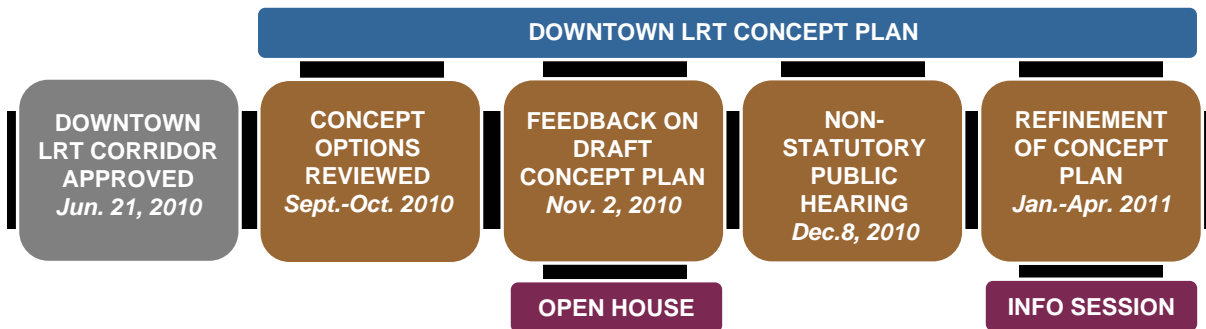 DOWNTOWN LRT CONCEPT PLAN
DOWNTOWN
LRT CORRIDOR
APPROVED
Jun. 21, 2010
CONCEPT
OPTIONS
REVIEWED
Sept.-Oct. 2010
FEEDBACK ON
DRAFT
CONCEPT PLAN
Nov. 2, 2010
NON-
STATUTORY
PUBLIC
HEARING
Dec.8, 2010
REFINEMENT
OF CONCEPT
PLAN
Jan.-Apr. 2011
OPEN HOUSE
INFO SESSION